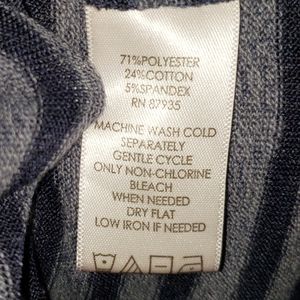 71%POLYESTER
24%COTTON
5%SPANDEX
RN 87935
MACHINE WASH COLD
SEPARATELY
GENTLE CYCLE
ONLY NON-CHLORINE
BLEACH
WHEN NEEDED
DRY FLAT
LOW IRON IF NEEDED